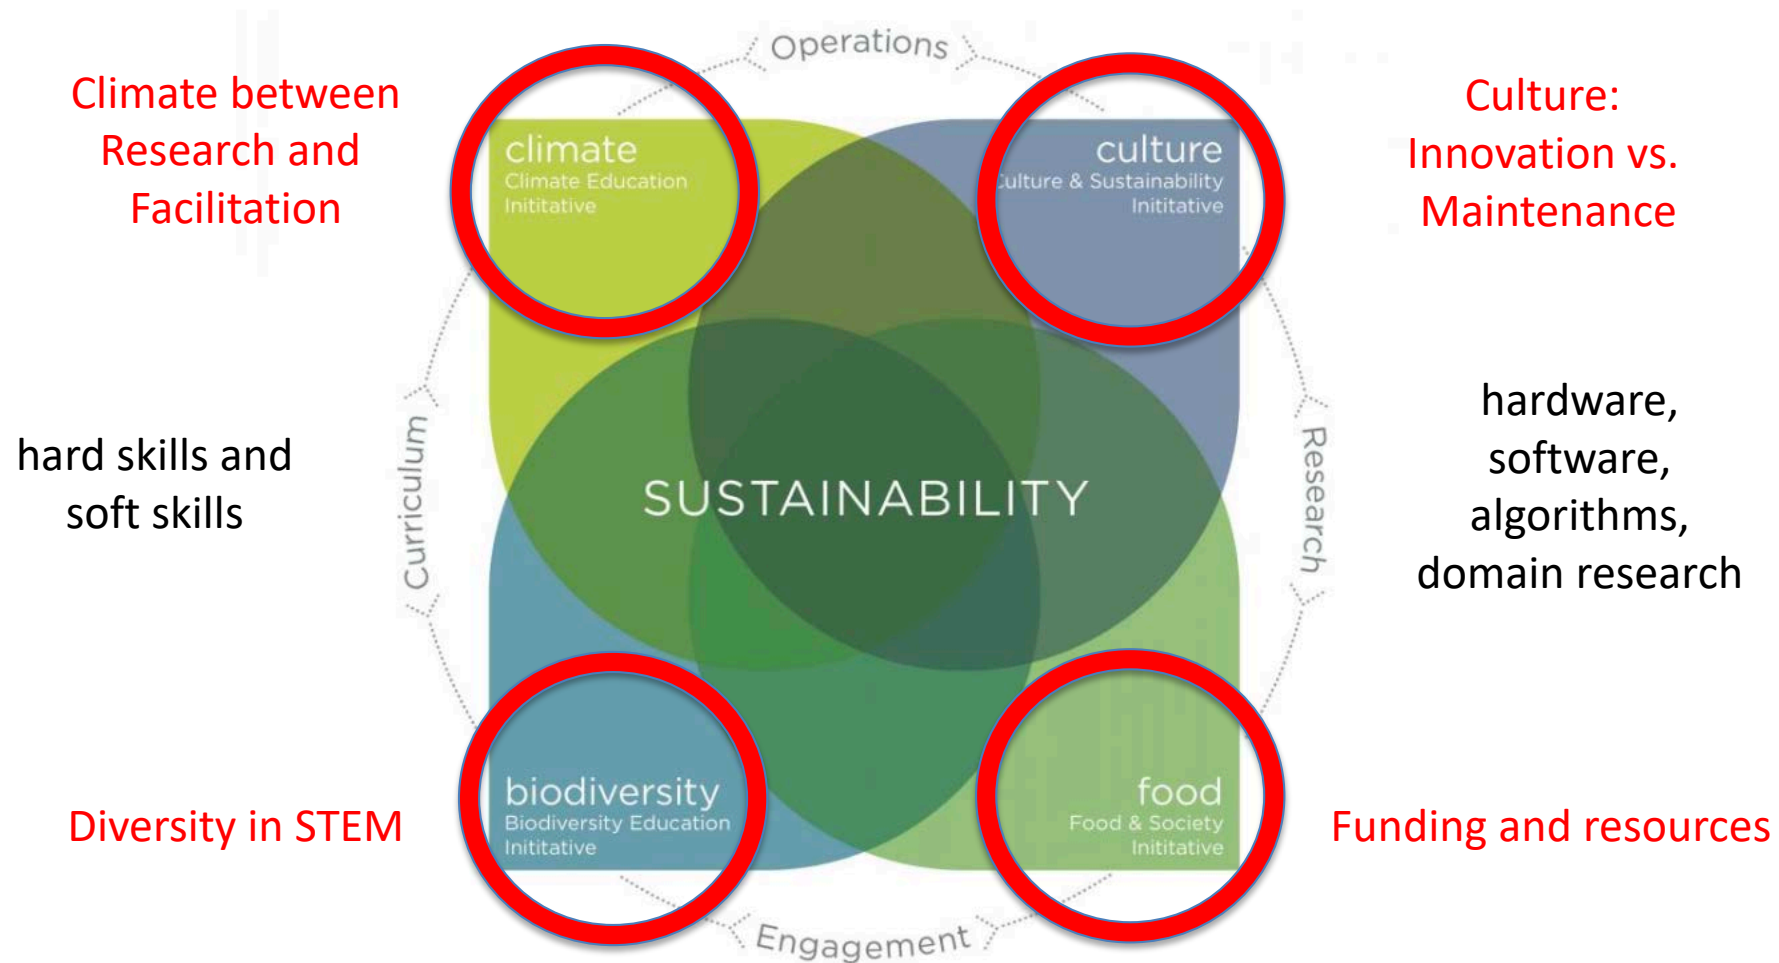 Operations
Climate between
Research and
Facilitation
climate
Climate Education
Inititative
culture
Culture & Sustainability
Inititative
Culture:
Innovation vs.
Maintenance
hard skills and
soft skills
Curriculum
SUSTAINABILITY
Research
hardware,
software,
algorithms,
domain research
Diversity in STEM
biodiversity
Biodiversity Education
Inititative
food
Food & Society
Inititative
Funding and resources
Engagement